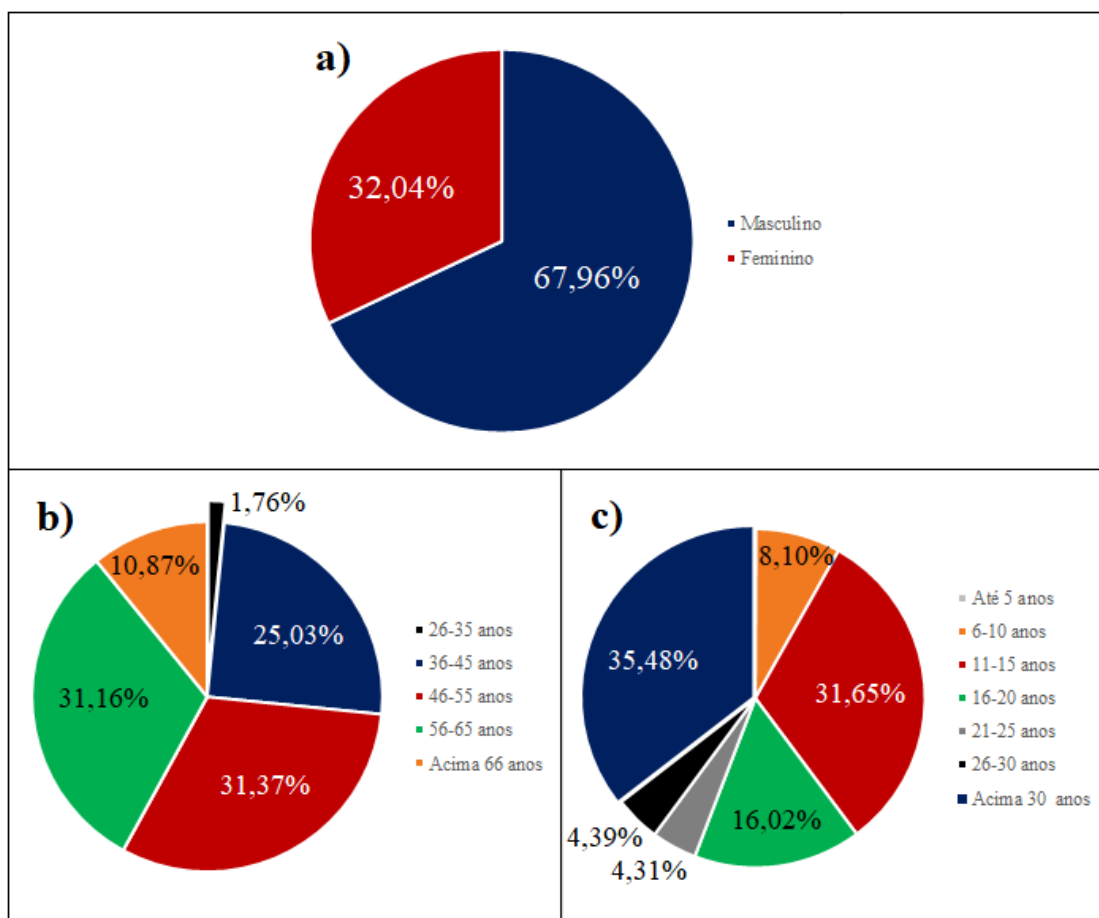 a)
32,04%
67,96%
Masculino
Feminino
b)
1,76%
10,87%
25,03%
31,16%
31,37%
26-35 anos
36-45 anos
46-55 anos
56-65 anos
Acima 66 anos
c)
8,10%
35,48%
31,65%
16,02%
4,39%
4,31%
Até 5 anos
6-10 anos
11-15 anos
16-20 anos
21-25 anos
26-30 anos
Acima 30 anos